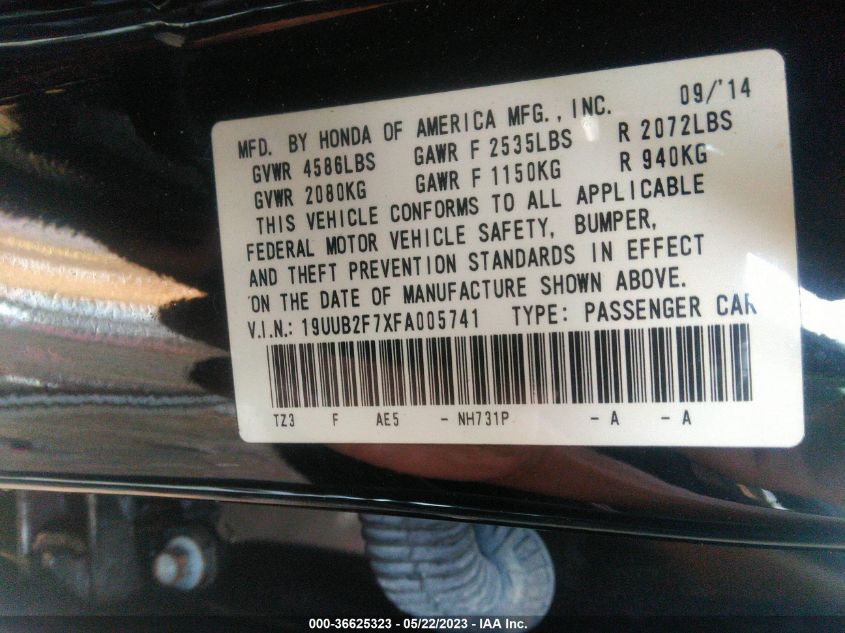 09/'14
MFD. BY HONDA OF AMERICA MFG., INC.
GVWR 4586LBS GAWR F 2535LBS R 2072LBS
GVWR 2080KG GAWR F 1150KG R 940KG
THIS VEHICLE CONFORMS TO ALL APPLICABLE
FEDERAL MOTOR VEHICLE SAFETY, BUMPER,
AND THEFT PREVENTION STANDARDS IN EFFECT
ON THE DATE OF MANUFACTURE SHOWN ABOVE.
V.I.N.: 19UUB2F7XFA005741 TYPE: PASSENGER CAR
TZ3 F AE5 - NH731P - A - A
000-36625323 - 05/22/2023 - IAA Inc.